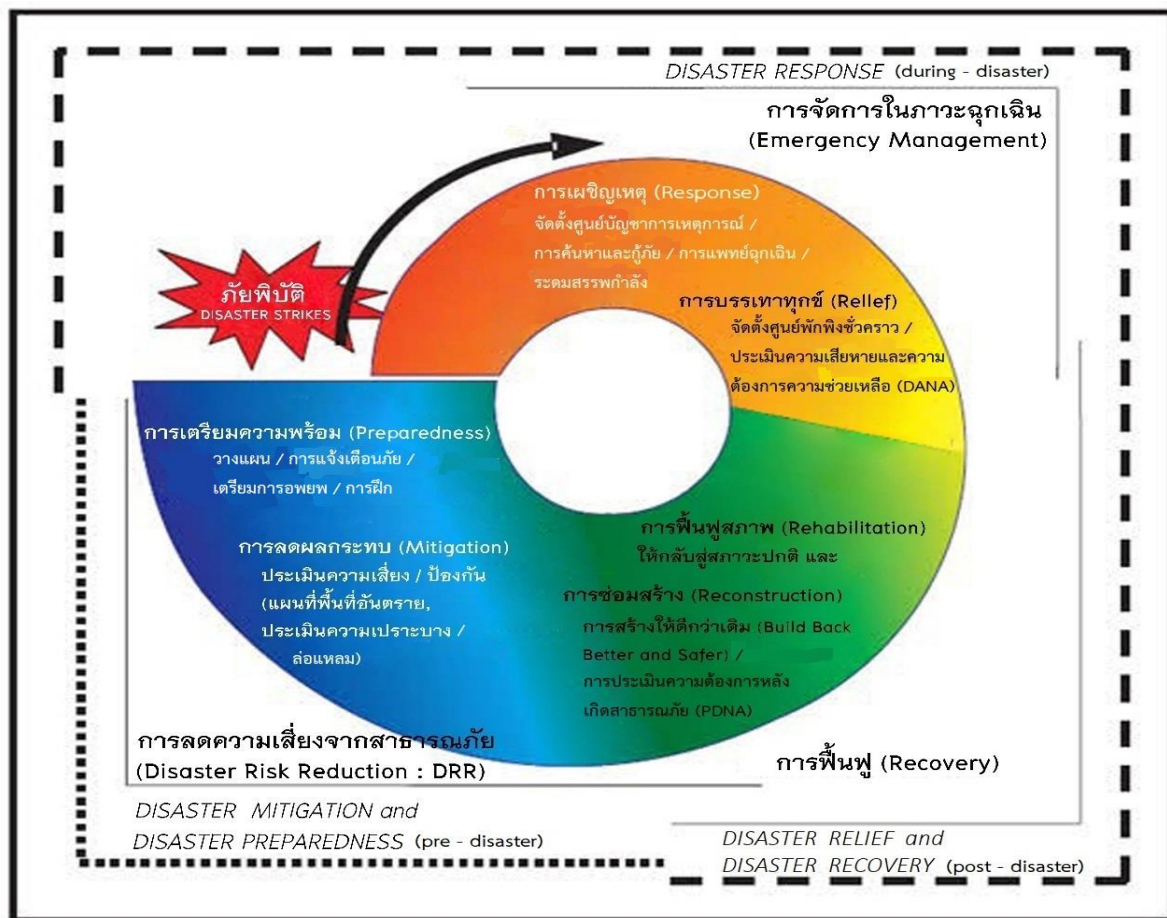 DISASTER RESPONSE (during - disaster)
การจัดการในภาวะฉุกเฉิน
(Emergency Management)
การเผชิญเหตุ (Response)
จัดตั้งศูนย์บัญชาการเหตุการณ์ /
การค้นหาและกู้ภัย / การแพทย์ฉุกเฉิน /
ระดมสรรพกำลัง
ภัยพิบัติ
DISASTER STRIKES
การบรรเทาทุกข์ (Rellef)
จัดตั้งศูนย์พักพิงชั่วคราว /
ประเมินความเสียหายและความ
ต้องการความช่วยเหลือ (DANA)
การเตรียมความพร้อม (Preparedness)
วางแผน / การแจ้งเตือนภัย /
เตรียมการอพยพ / การฝึก
การลดผลกระทบ (Mitigation)
ประเมินความเสี่ยง / ป้องกัน
(แผนที่พื้นที่อันตราย,
ประเมินความเปราะบาง /
ล่อแหลม)
การฟื้นฟูสภาพ (Rehabilitation)
ให้กลับสู่สภาวะปกติ และ
การซ่อมสร้าง (Reconstruction)
การสร้างให้ดีกว่าเดิม (Build Back
Better and Safer) /
การประเมินความต้องการหลัง
เกิดสาธารณภัย (PDNA)
การลดความเสี่ยงจากสาธารณภัย
(Disaster Risk Reduction : DRR)
การฟื้นฟู (Recovery)
DISASTER MITIGATION and
DISASTER PREPAREDNESS (pre - disaster)
DISASTER RELIEF and
DISASTER RECOVERY (post - disaster)